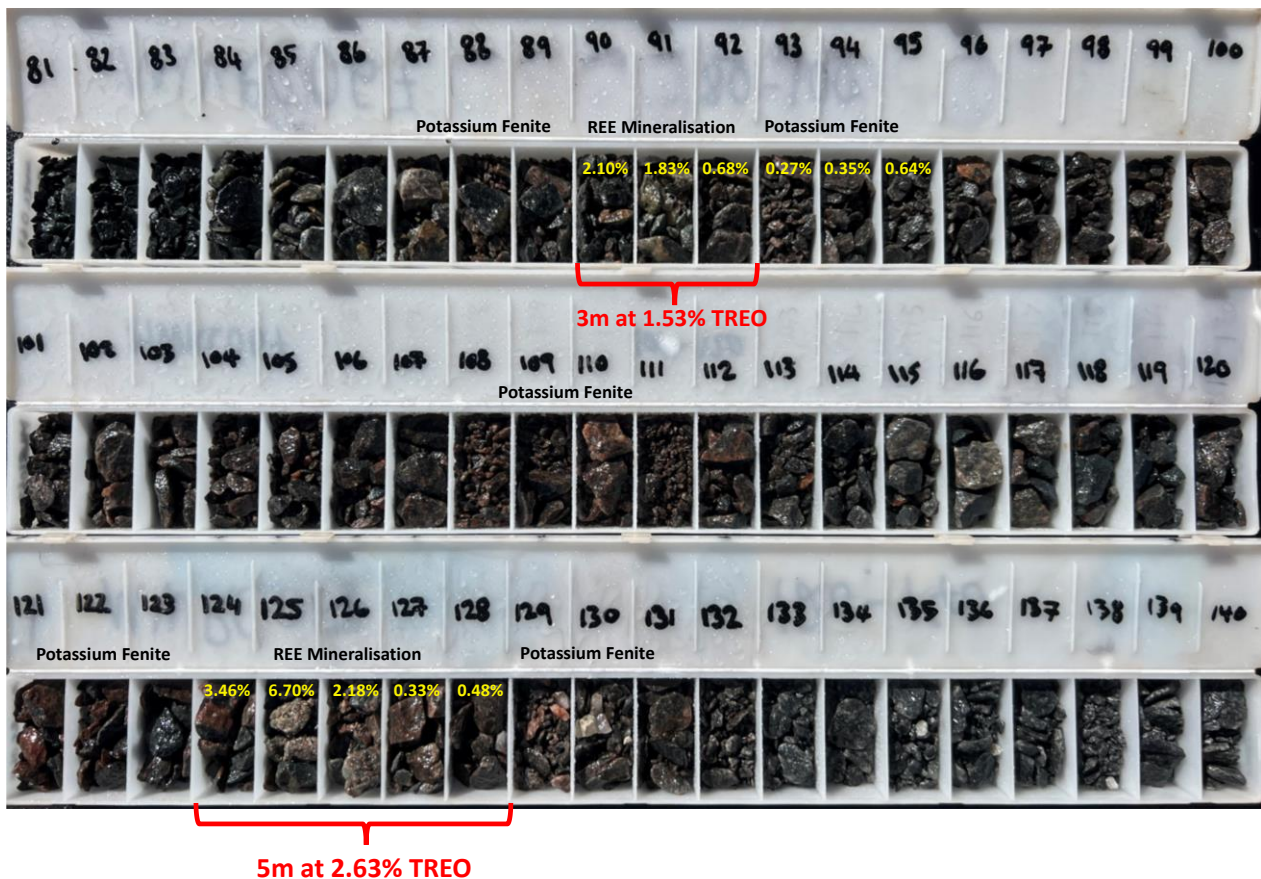 81 82 83 84 85 86 87 88 89 90 91 92 93 94 95 96 97 98 99 100
Potassium Fenite REE Mineralisation Potassium Fenite
2.10% 1.83% 0.68% 0.27% 0.35% 0.64%
3m at 1.53% TREO
101 102 103 104 105 106 107 108 109 110 111 112 113 114 115 116 117 118 119 120
Potassium Fenite
121 122 123 124 125 126 127 128 129 130 131 132 133 134 135 136 137 138 139 140
Potassium Fenite REE Mineralisation Potassium Fenite
3.46% 6.70% 2.18% 0.33% 0.48%
5m at 2.63% TREO